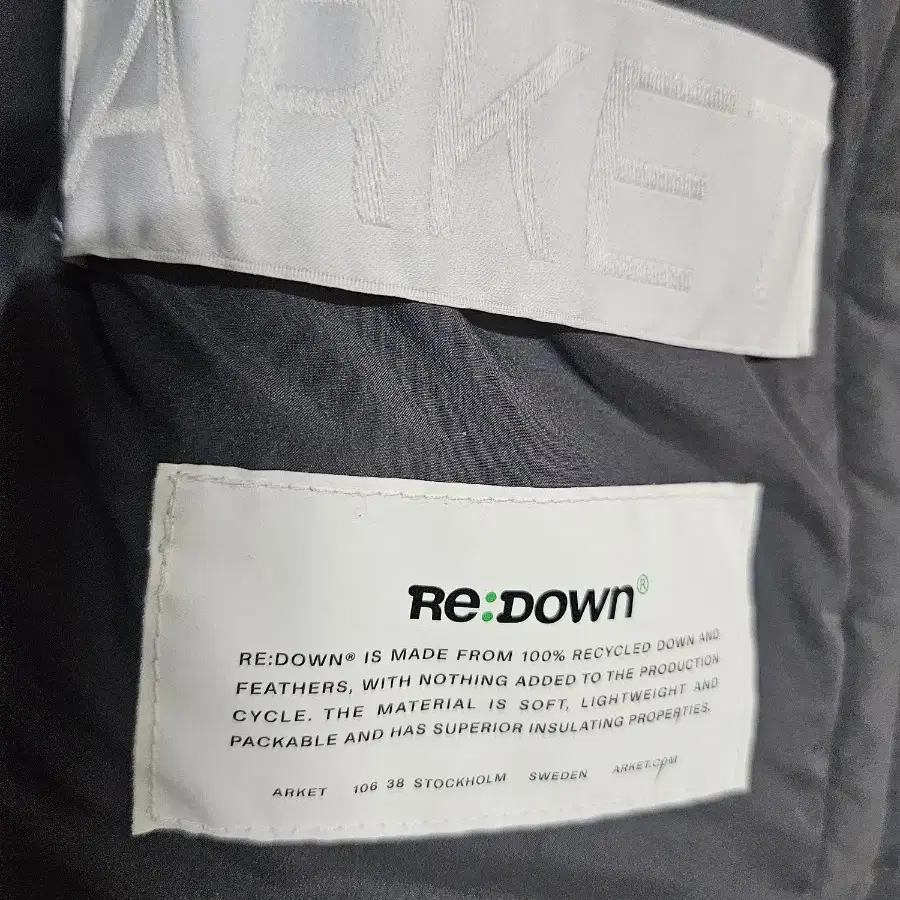 ARKET
Re:DOWN®
RE:DOWN® IS MADE FROM 100% RECYCLED DOWN AND
FEATHERS, WITH NOTHING ADDED TO THE PRODUCTION
CYCLE. THE MATERIAL IS SOFT, LIGHTWEIGHT AND
PACKABLE AND HAS SUPERIOR INSULATING PROPERTIES.
ARKET 106 38 STOCKHOLM SWEDEN ARKET.COM